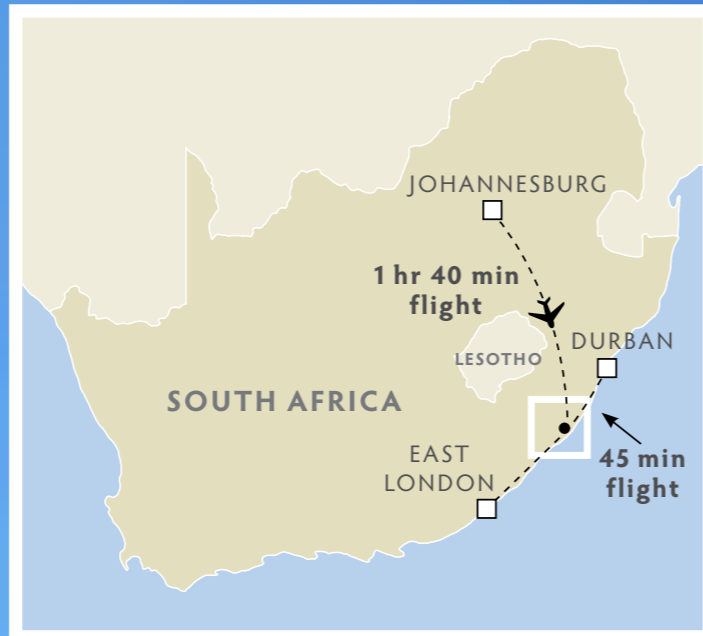 JOHANNESBURG
1 hr 40 min
flight
DURBAN
LESOTHO
SOUTH AFRICA
EAST
LONDON
45 min
flight